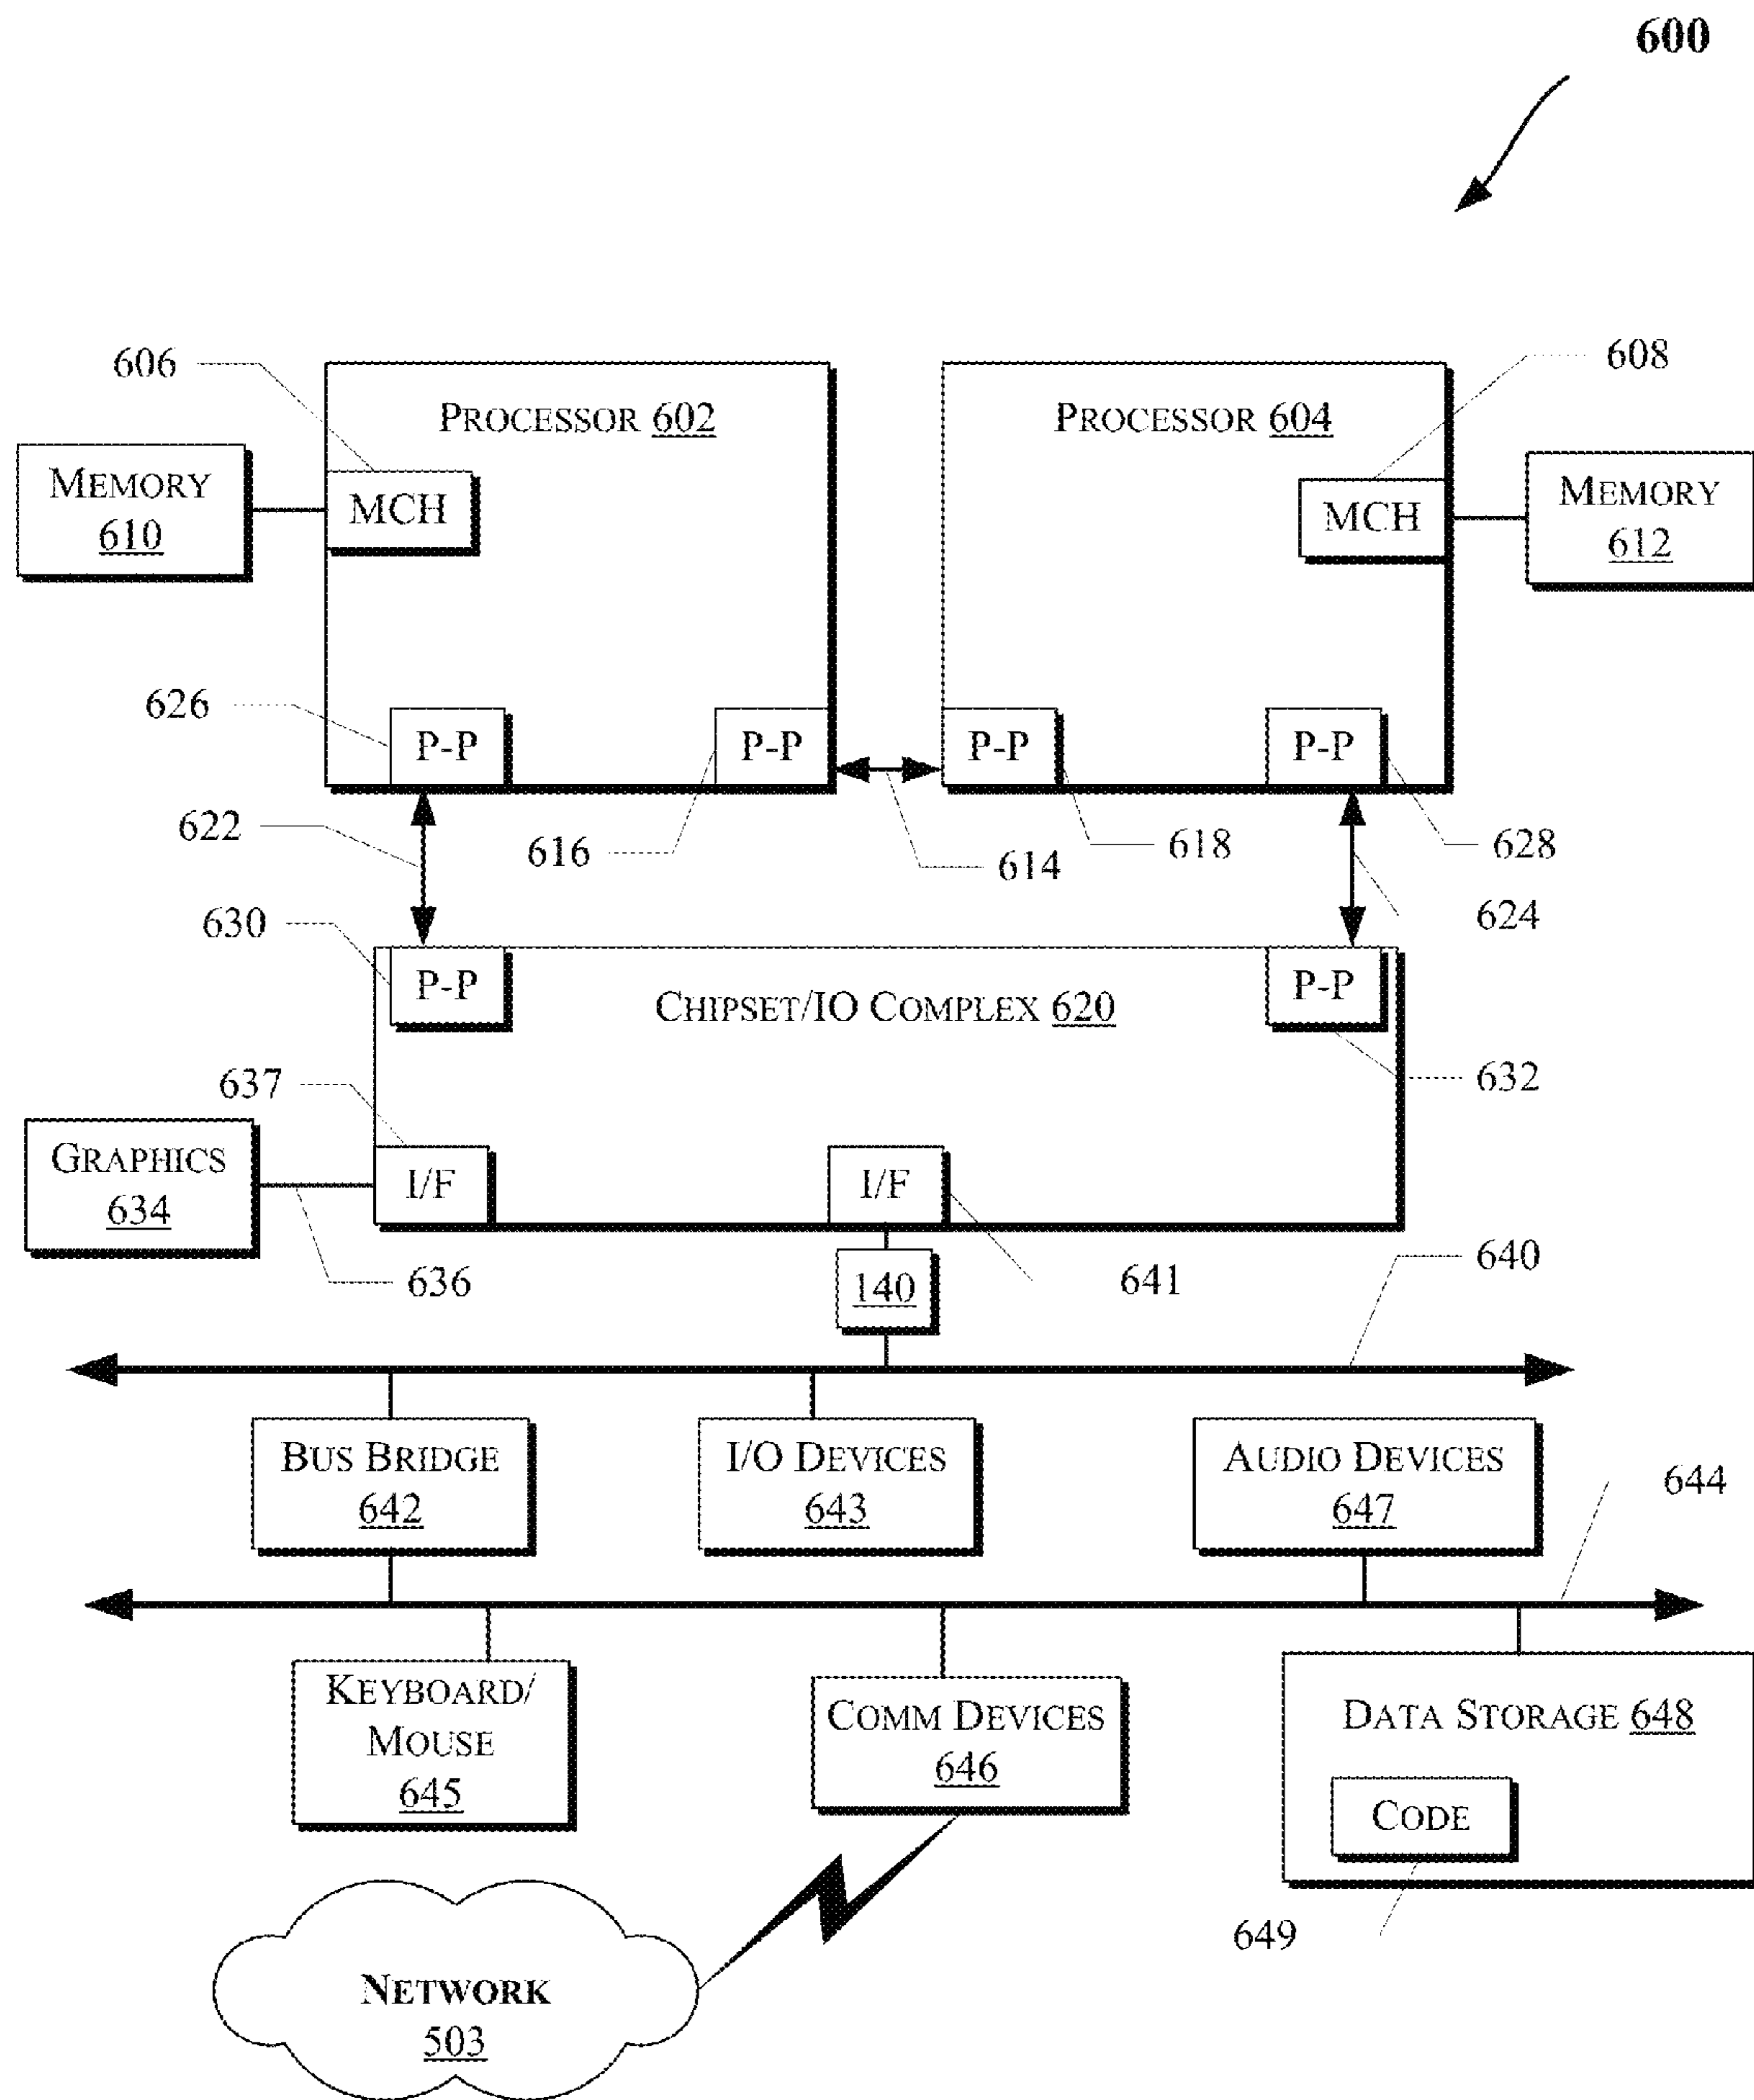 600
606
608
PROCESSOR 602
PROCESSOR 604
MEMORY
610
MCH
MCH
MEMORY
612
626
P-P
P-P
P-P
P-P
622
616
614
618
628
624
630
P-P
CHIPSET/IO COMPLEX 620
P-P
632
637
GRAPHICS
634
I/F
I/F
636
641
640
140
BUS BRIDGE
642
I/O DEVICES
643
AUDIO DEVICES
647
644
KEYBOARD/
MOUSE
645
COMM DEVICES
646
DATA STORAGE 648
CODE
649
NETWORK
503